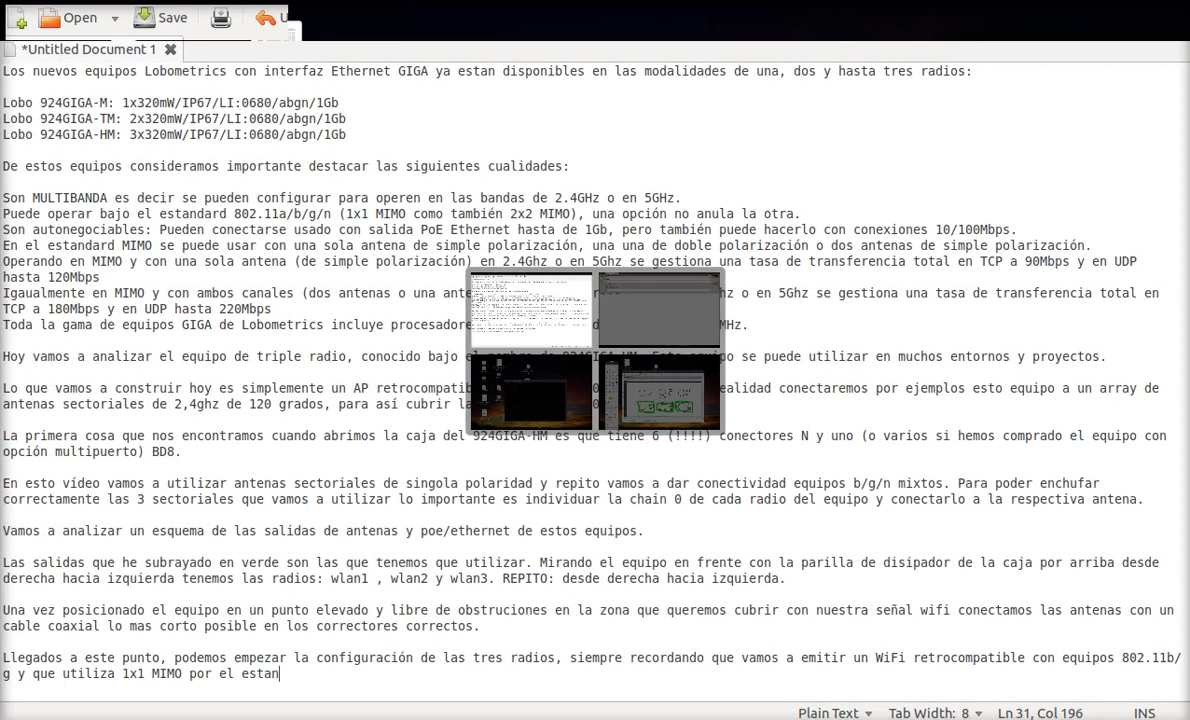 Open Save
*Untitled Document 1
Los nuevos equipos Lobometrics con interfaz Ethernet GIGA ya estan disponibles en las modalidades de una, dos y hasta tres radios:
Lobo 924GIGA-M: 1x320mW/IP67/LI:0680/abgn/1Gb
Lobo 924GIGA-TM: 2x320mW/IP67/LI:0680/abgn/1Gb
Lobo 924GIGA-HM: 3x320mW/IP67/LI:0680/abgn/1Gb
De estos equipos consideramos importante destacar las siguientes cualidades:
Son MULTIBANDA es decir se pueden configurar para operen en las bandas de 2.4GHz o en 5GHz.
Puede operar bajo el estandard 802.11a/b/g/n (1x1 MIMO como también 2x2 MIMO), una opción no anula la otra.
Son autonegociables: Pueden conectarse usado con salida PoE Ethernet hasta de 1Gb, pero también puede hacerlo con conexiones 10/100Mbps.
En el estandard MIMO se puede usar con una sola antena de simple polarización, una una de doble polarización o dos antenas de simple polarización.
Operando en MIMO y con una sola antena (de simple polarización) en 2.4Ghz o en 5Ghz se gestiona una tasa de transferencia total en TCP a 90Mbps y en UDP
hasta 120Mbps
Igaualmente en MIMO y con ambos canales (dos antenas o una ante hz o en 5Ghz se gestiona una tasa de transferencia total en
TCP a 180Mbps y en UDP hasta 220Mbps
Toda la gama de equipos GIGA de Lobometrics incluye procesadore MHz.
Hoy vamos a analizar el equipo de triple radio, conocido bajo el nombre de 924GIGA-HM. Este equipo se puede utilizar en muchos entornos y proyectos.
Lo que vamos a construir hoy es simplemente un AP retrocompatib ealidad conectaremos por ejemplos esto equipo a un array de
antenas sectoriales de 2,4ghz de 120 grados, para así cubrir la
La primera cosa que nos encontramos cuando abrimos la caja del 924GIGA-HM es que tiene 6 (!!!!) conectores N y uno (o varios si hemos comprado el equipo con
opción multipuerto) BD8.
En esto vídeo vamos a utilizar antenas sectoriales de singola polaridad y repito vamos a dar conectividad equipos b/g/n mixtos. Para poder enchufar
correctamente las 3 sectoriales que vamos a utilizar lo importante es individuar la chain 0 de cada radio del equipo y conectarlo a la respectiva antena.
Vamos a analizar un esquema de las salidas de antenas y poe/ethernet de estos equipos.
Las salidas que he subrayado en verde son las que tenemos que utilizar. Mirando el equipo en frente con la parilla de disipador de la caja por arriba desde
derecha hacia izquierda tenemos las radios: wlan1 , wlan2 y wlan3. REPITO: desde derecha hacia izquierda.
Una vez posicionado el equipo en un punto elevado y libre de obstruciones en la zona que queremos cubrir con nuestra señal wifi conectamos las antenas con un
cable coaxial lo mas corto posible en los correctores correctos.
Llegados a este punto, podemos empezar la configuración de las tres radios, siempre recordando que vamos a emitir un WiFi retrocompatible con equipos 802.11b/
g y que utiliza 1x1 MIMO por el estan
Plain Text Tab Width: 8 Ln 31, Col 196 INS